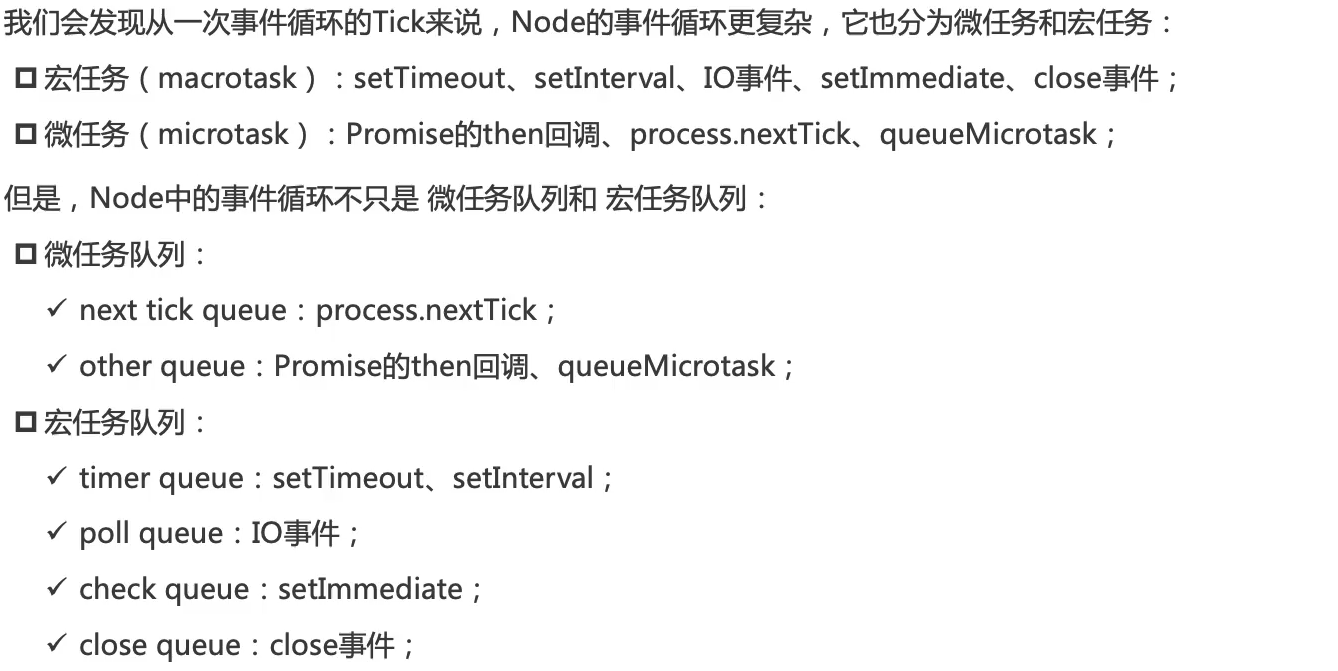 我们会发现从一次事件循环的Tick来说，Node的事件循环更复杂，它也分为微任务和宏任务：
宏任务（macrotask）：setTimeout、setInterval、IO事件、setImmediate、close事件；
微任务（microtask）：Promise的then回调、process.nextTick、queueMicrotask；
但是，Node中的事件循环不只是 微任务队列和 宏任务队列：
微任务队列：
next tick queue：process.nextTick；
other queue：Promise的then回调、queueMicrotask；
宏任务队列：
timer queue：setTimeout、setInterval；
poll queue：IO事件；
check queue：setImmediate；
close queue：close事件；